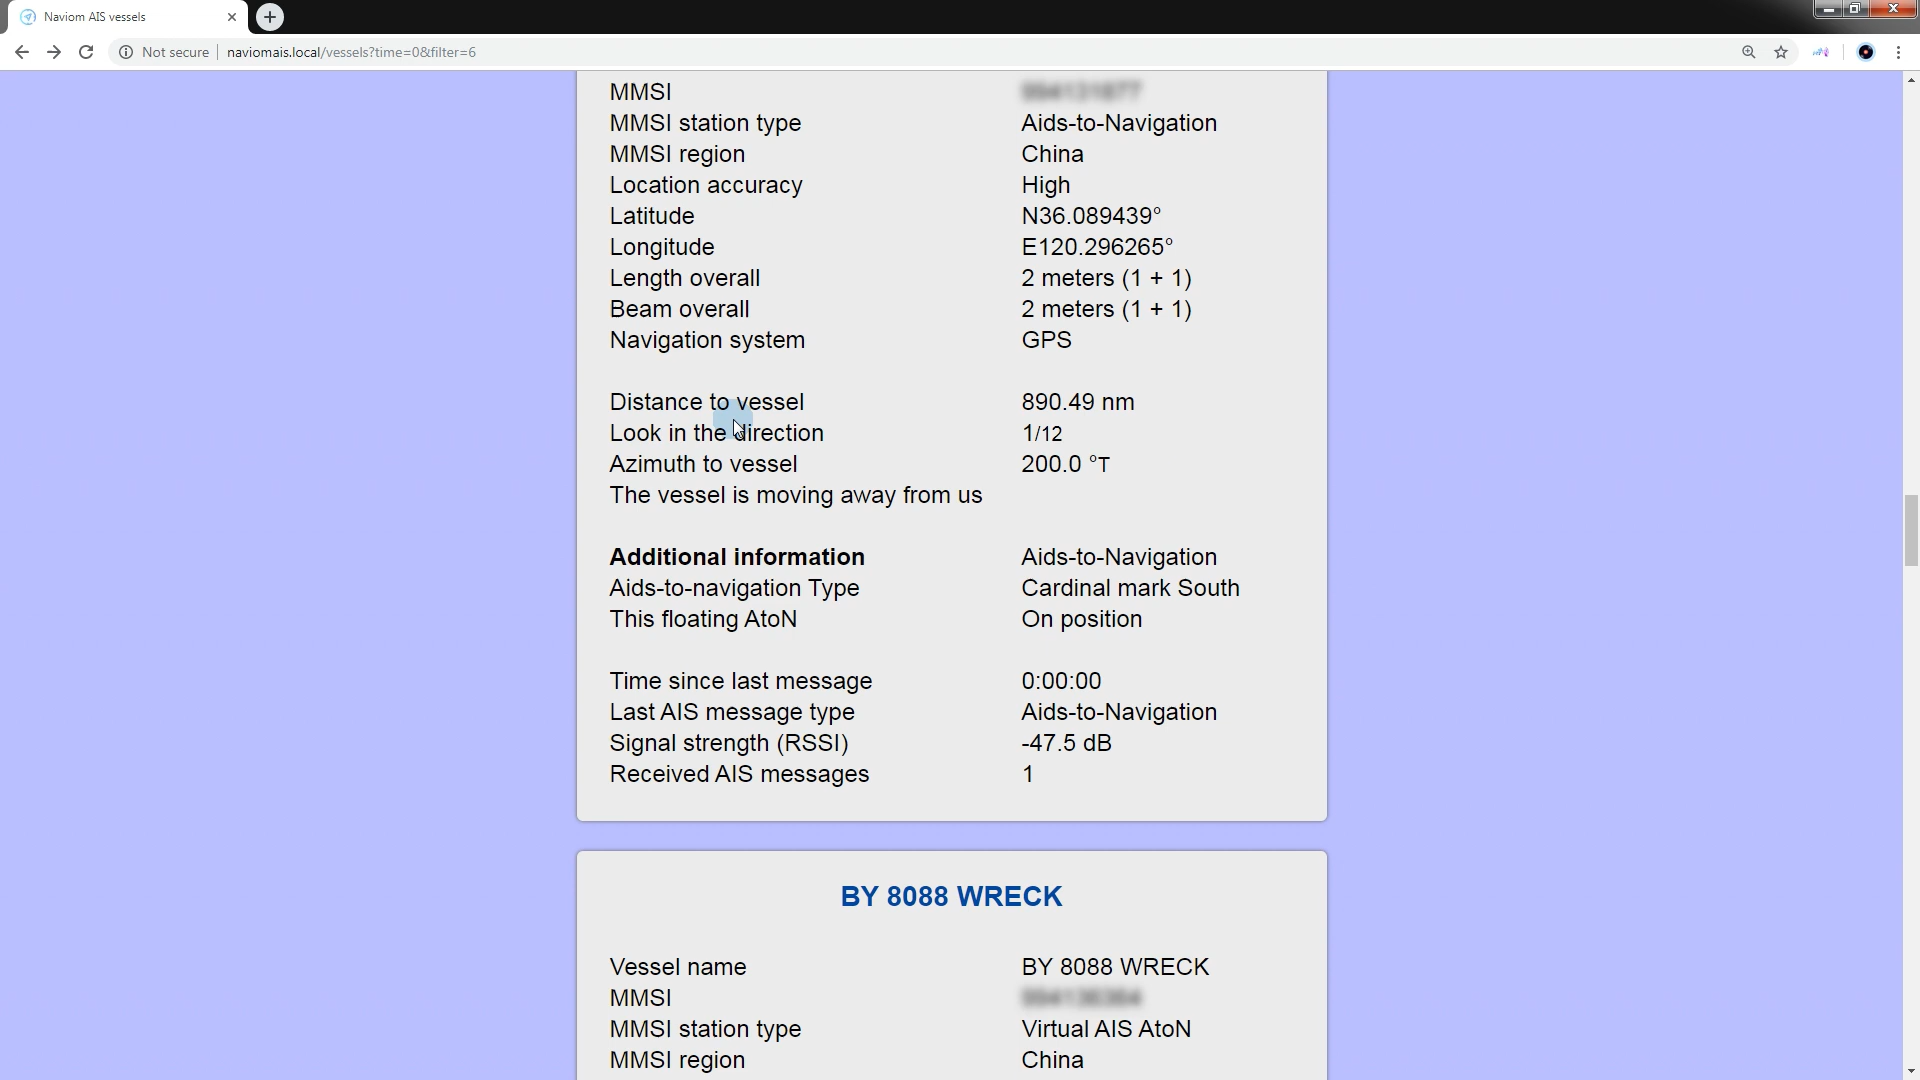 Naviom AIS vessels
Not secure naviomais.local/vessels?time=0&filter=6
MMSI
MMSI station type Aids-to-Navigation
MMSI region China
Location accuracy High
Latitude N36.089439°
Longitude E120.296265°
Length overall 2 meters (1 + 1)
Beam overall 2 meters (1 + 1)
Navigation system GPS
Distance to vessel 890.49 nm
Look in the direction 1/12
Azimuth to vessel 200.0 °T
The vessel is moving away from us
Additional information Aids-to-Navigation
Aids-to-navigation Type Cardinal mark South
This floating AtoN On position
Time since last message 0:00:00
Last AIS message type Aids-to-Navigation
Signal strength (RSSI) -47.5 dB
Received AIS messages 1
BY 8088 WRECK
Vessel name BY 8088 WRECK
MMSI
MMSI station type Virtual AIS AtoN
MMSI region China